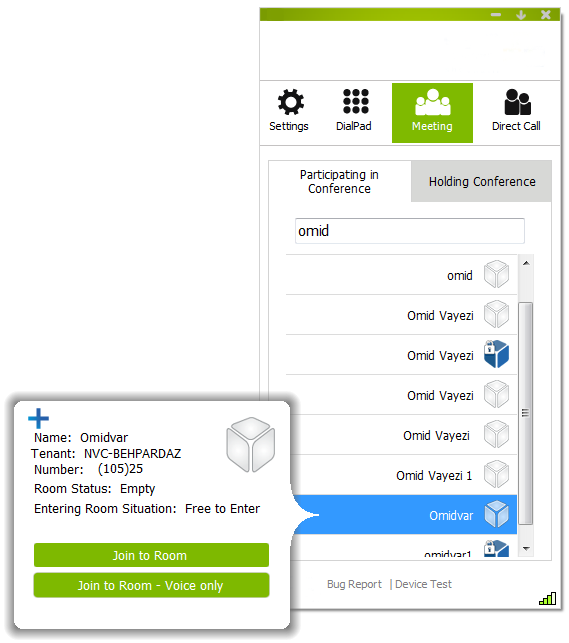 Settings
DialPad
Meeting
Direct Call
Participating in
Conference
Holding Conference
omid
omid
Omid Vayezi
Omid Vayezi
Omid Vayezi
Omid Vayezi
Omid Vayezi 1
Omidvar
omidvar1
Name: Omidvar
Tenant: NVC-BEHPARDAZ
Number: (105)25
Room Status: Empty
Entering Room Situation: Free to Enter
Join to Room
Join to Room - Voice only
Bug Report | Device Test